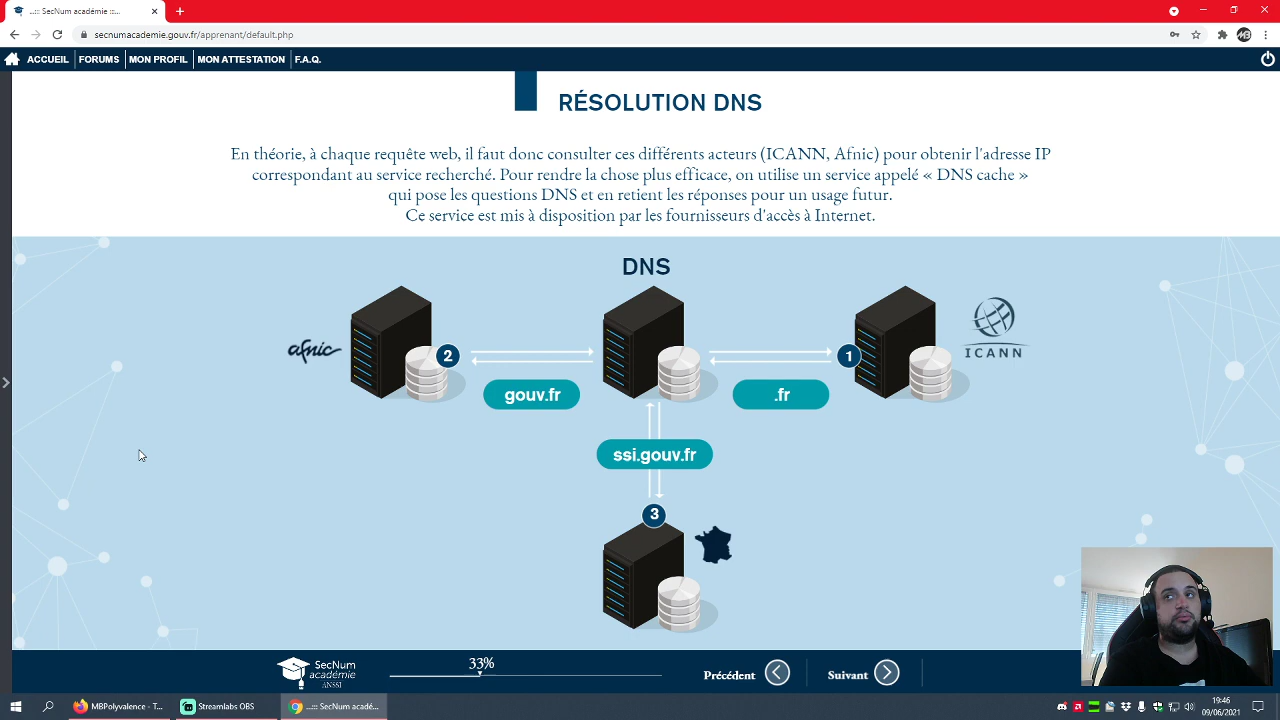 ..:: SecNum académie ::..
secnumacademie.gouv.fr/apprenant/default.php
ACCUEIL
FORUMS
MON PROFIL
MON ATTESTATION
F.A.Q.
RÉSOLUTION DNS
En théorie, à chaque requête web, il faut donc consulter ces différents acteurs (ICANN, Afnic) pour obtenir l'adresse IP
correspondant au service recherché. Pour rendre la chose plus efficace, on utilise un service appelé « DNS cache »
qui pose les questions DNS et en retient les réponses pour un usage futur.
Ce service est mis à disposition par les fournisseurs d'accès à Internet.
DNS
afnic
2
1
ICANN
gouv.fr
.fr
ssi.gouv.fr
3
SecNum
académie
ANSSI
33%
Précédent
Suivant
MBPolyvalence - T...
Streamlabs OBS
..:: SecNum acadé...
19:46
09/06/2021